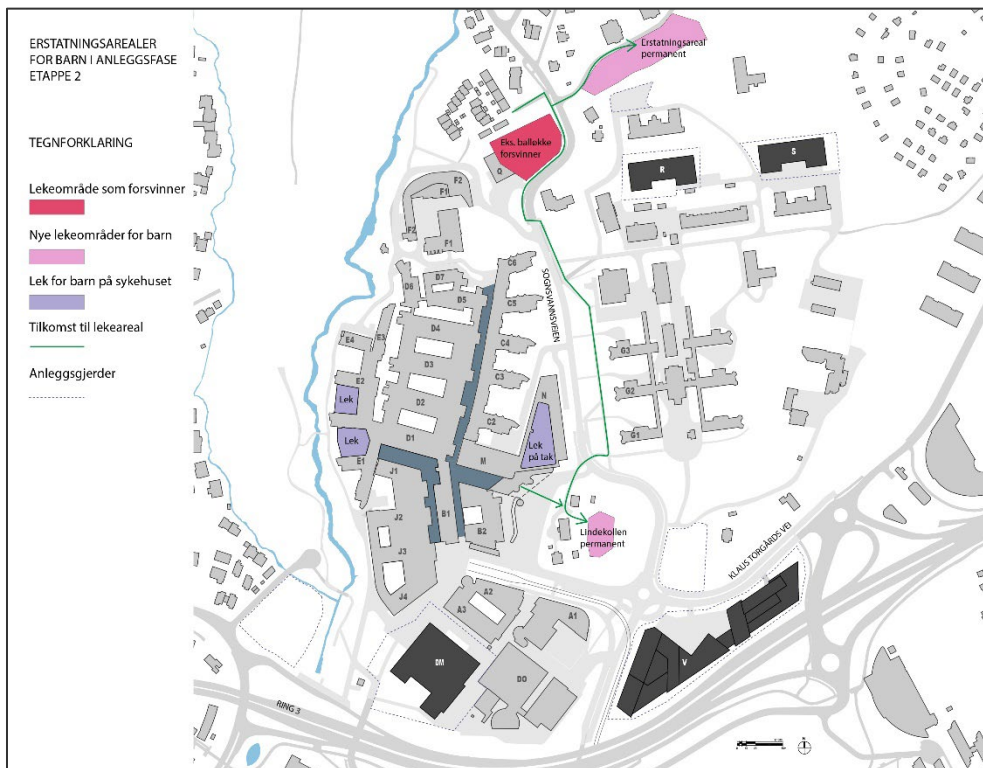 ERSTATNINGSAREALER
FOR BARN I ANLEGGSFASE
ETAPPE 2
TEGNFORKLARING
Lekeområde som forsvinner
Nye lekeområder for barn
Lek for barn på sykehuset
Tilkomst til lekeareal
Anleggsgjerder
Erstatningsareal
permanent
Eks. balløkke
forsvinner
Q
R
S
F2
F1
F2
F1
D6
D7
D5
C6
C5
SOGNSVANNSVEIEN
D4
E4
E3
C4
G3
D3
C3
E2
G2
Lek
D2
N
C2
Lek
D1
Lek
på tak
G1
E1
J1
M
J2
B1
B2
Lindekollen
permanent
J3
KLAUS TORGÅRDS VEI
J4
A2
A3
A1
DM
DO
V
RING 3
N